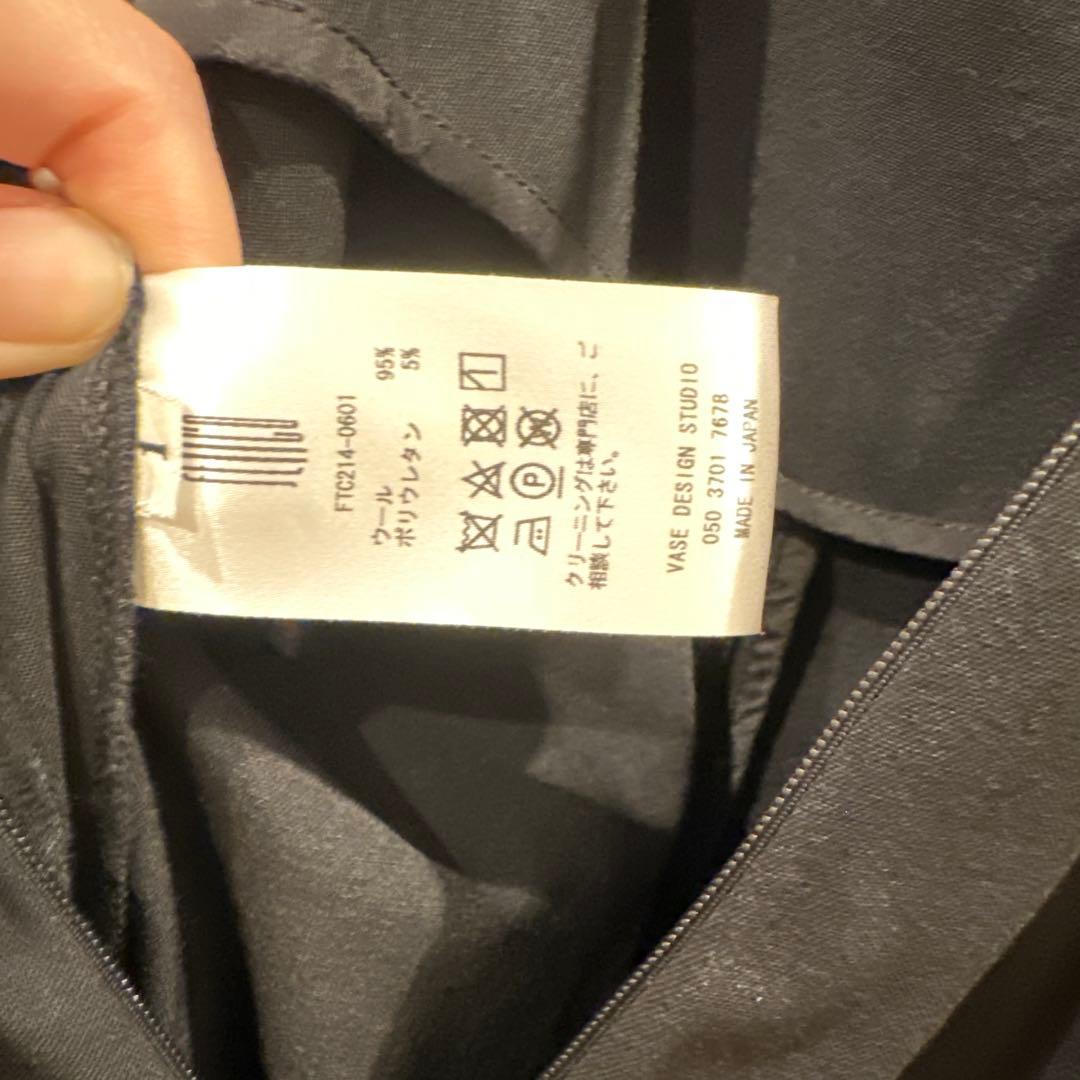 1
FTC214-0601
ウール 95%
ポリウレタン 5%
P
W
クリーニングは専門店に、ご
相談して下さい。
VASE DESIGN STUDIO
050 3701 7678
MADE IN JAPAN